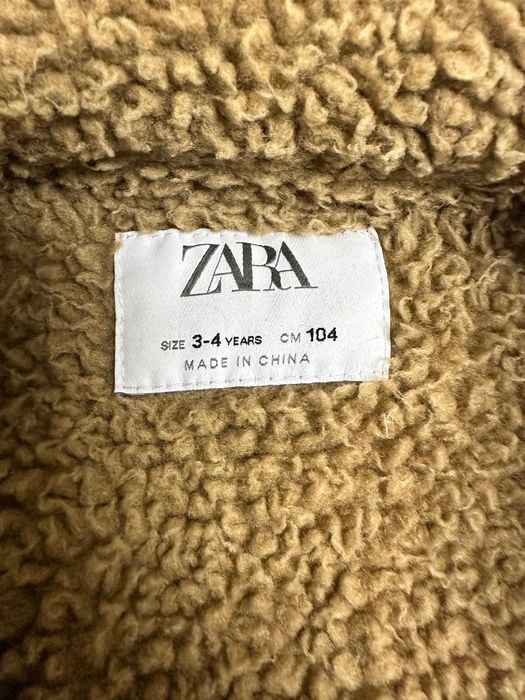 ZARA
SIZE 3-4 YEARS CM 104
MADE IN CHINA